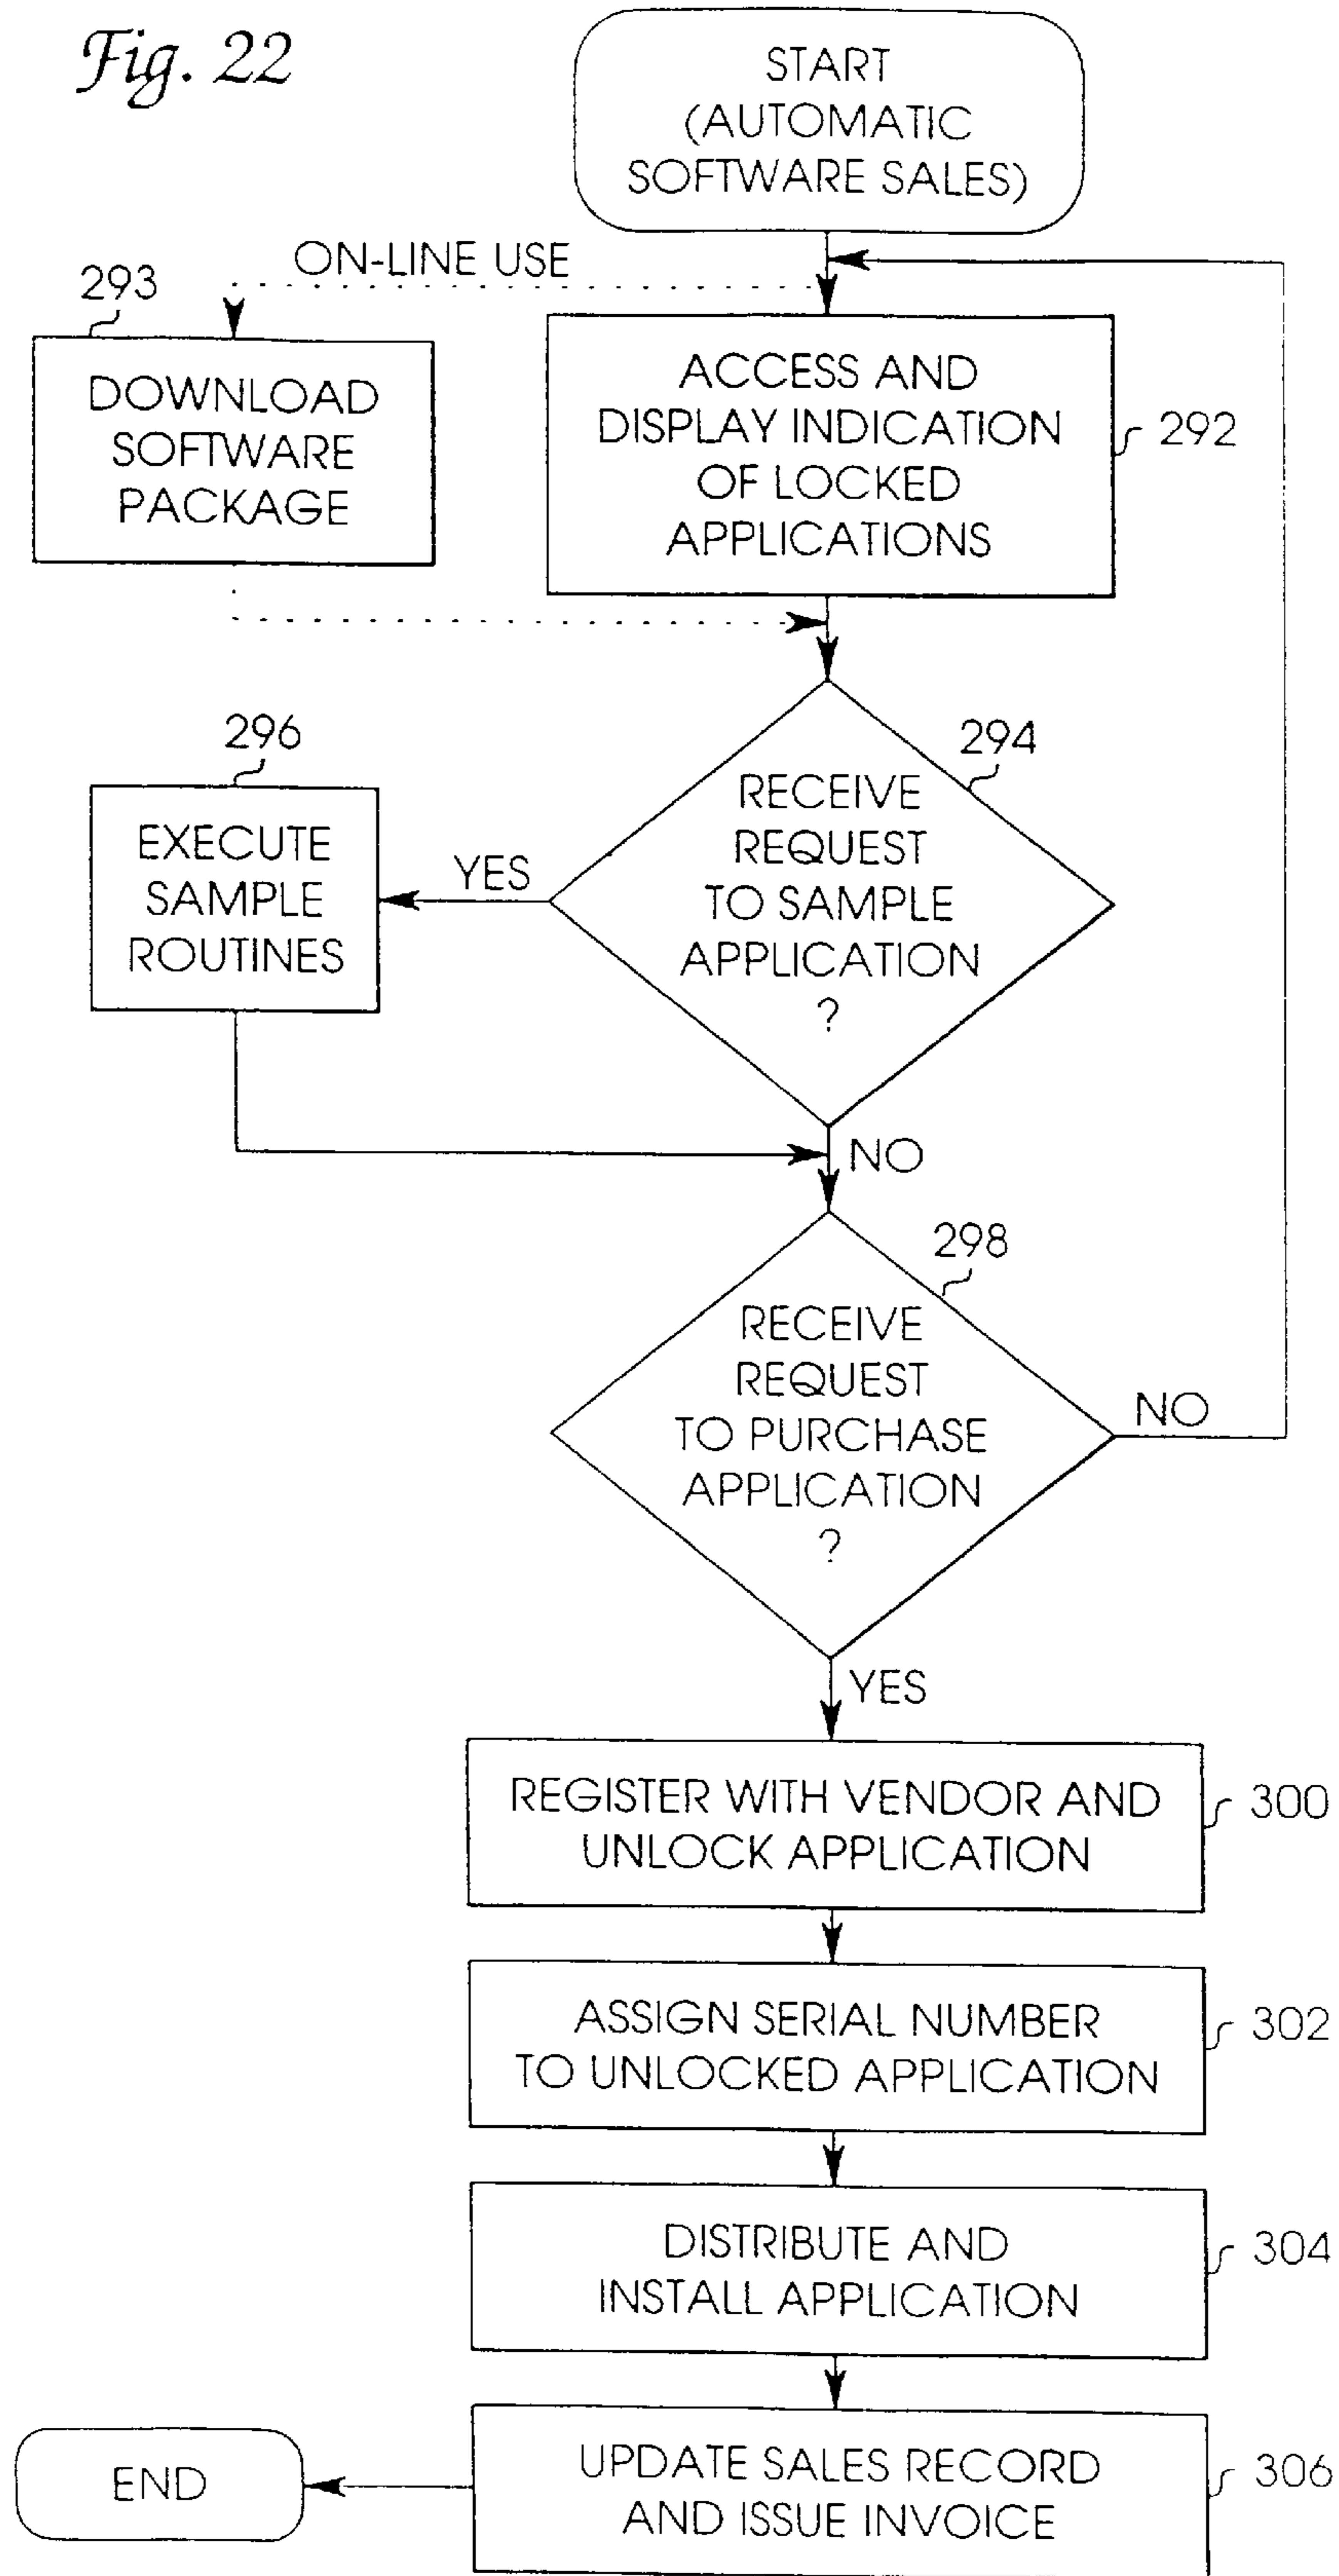 Fig. 22
START
(AUTOMATIC
SOFTWARE SALES)
ON-LINE USE
293
DOWNLOAD
SOFTWARE
PACKAGE
ACCESS AND
DISPLAY INDICATION
OF LOCKED
APPLICATIONS
292
294
RECEIVE
REQUEST
TO SAMPLE
APPLICATION
?
YES
296
EXECUTE
SAMPLE
ROUTINES
NO
298
RECEIVE
REQUEST
TO PURCHASE
APPLICATION
?
NO
YES
REGISTER WITH VENDOR AND
UNLOCK APPLICATION
300
ASSIGN SERIAL NUMBER
TO UNLOCKED APPLICATION
302
DISTRIBUTE AND
INSTALL APPLICATION
304
UPDATE SALES RECORD
AND ISSUE INVOICE
306
END